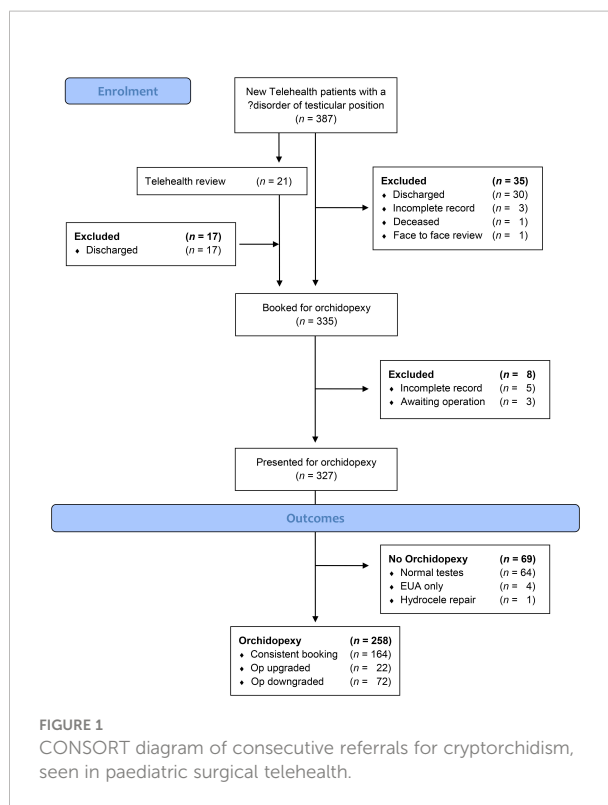 Enrolment
New Telehealth patients with a
?disorder of testicular position
(n = 387)
Telehealth review (n = 21)
Excluded (n = 35)
♦ Discharged (n = 30)
♦ Incomplete record (n = 3)
♦ Deceased (n = 1)
♦ Face to face review (n = 1)
Excluded (n = 17)
♦ Discharged (n = 17)
Booked for orchidopexy
(n = 335)
Excluded (n = 8)
♦ Incomplete record (n = 5)
♦ Awaiting operation (n = 3)
Presented for orchidopexy
(n = 327)
Outcomes
No Orchidopexy (n = 69)
♦ Normal testes (n = 64)
♦ EUA only (n = 4)
♦ Hydrocele repair (n = 1)
Orchidopexy (n = 258)
♦ Consistent booking (n = 164)
♦ Op upgraded (n = 22)
♦ Op downgraded (n = 72)
FIGURE 1
CONSORT diagram of consecutive referrals for cryptorchidism,
seen in paediatric surgical telehealth.